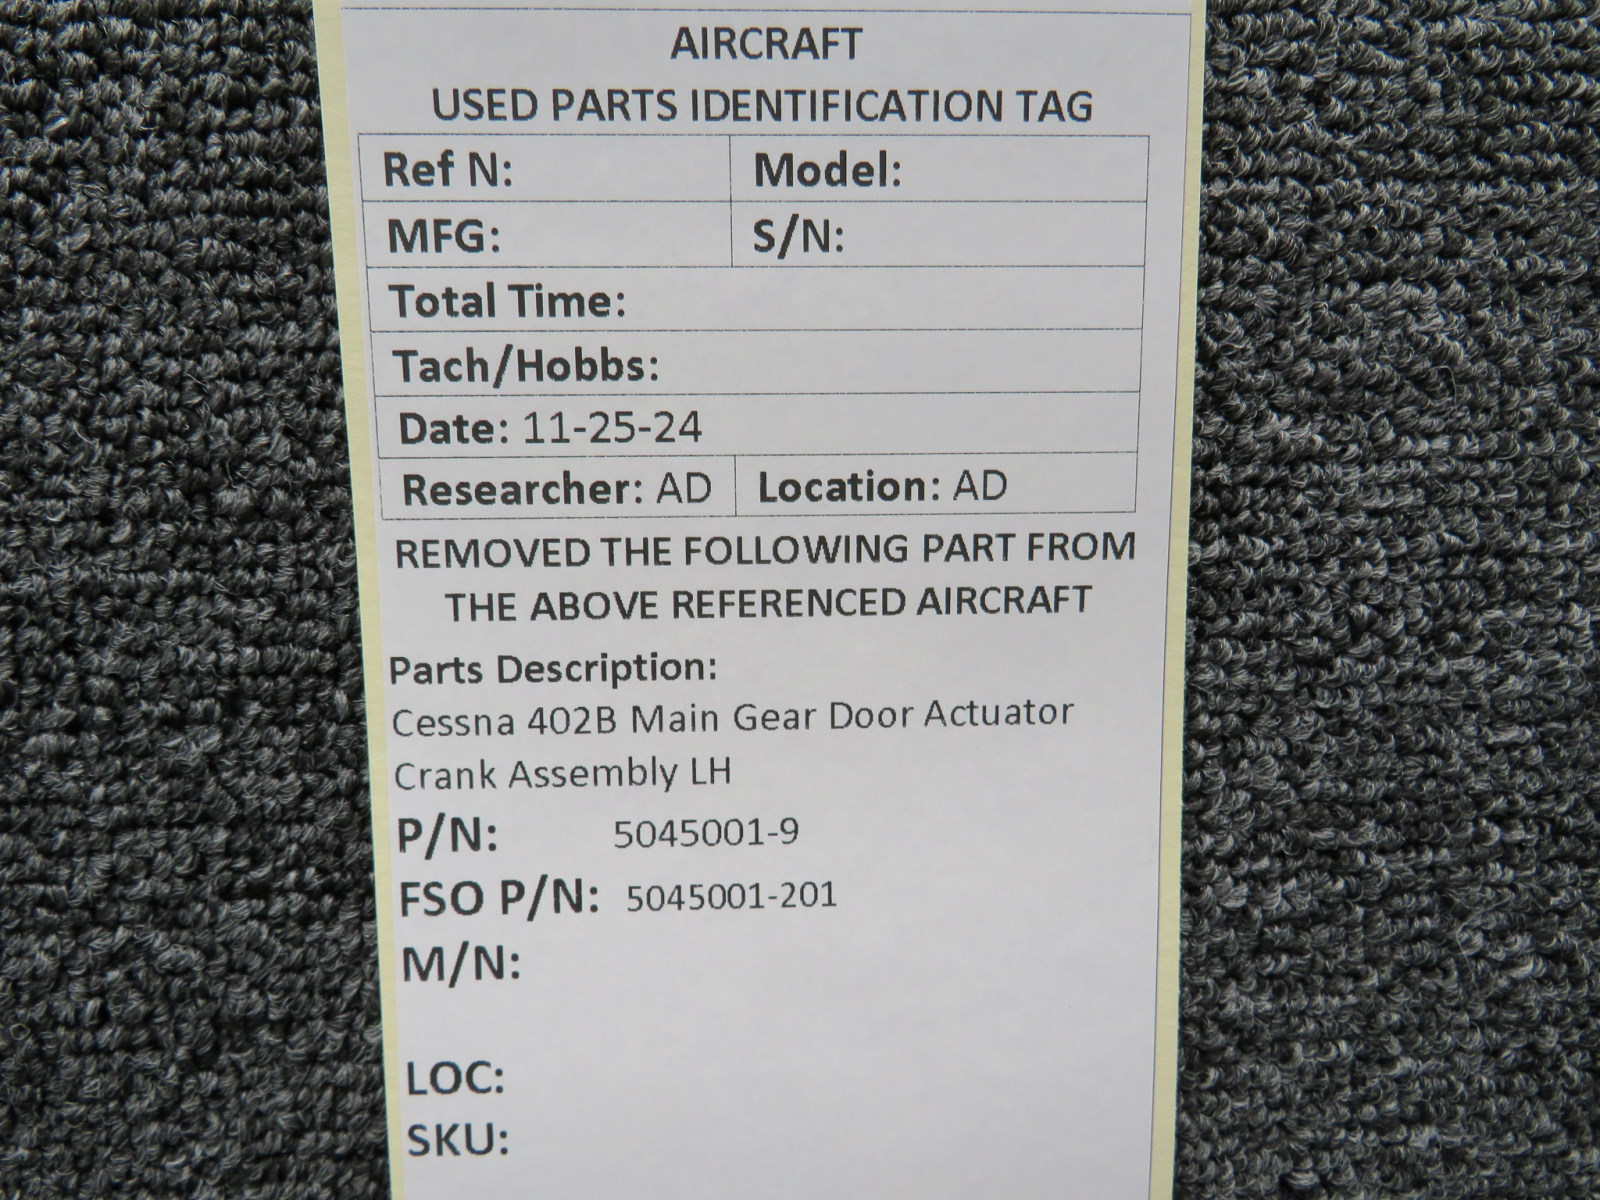 AIRCRAFT
USED PARTS IDENTIFICATION TAG
Ref N: Model:
MFG: S/N:
Total Time:
Tach/Hobbs:
Date: 11-25-24
Researcher: AD Location: AD
REMOVED THE FOLLOWING PART FROM
THE ABOVE REFERENCED AIRCRAFT
Parts Description:
Cessna 402B Main Gear Door Actuator
Crank Assembly LH
P/N: 5045001-9
FSO P/N: 5045001-201
M/N:
LOC:
SKU: